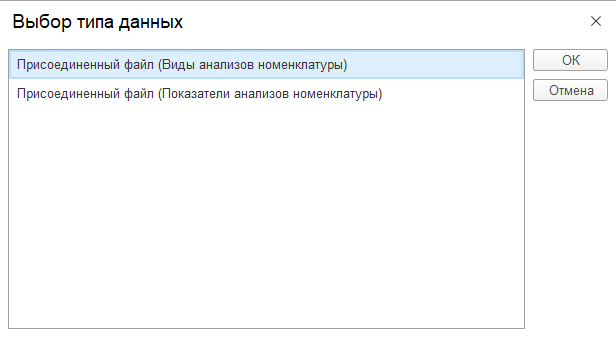 Выбор типа данных
Присоединенный файл (Виды анализов номенклатуры)
OK
Присоединенный файл (Показатели анализов номенклатуры)
Отмена